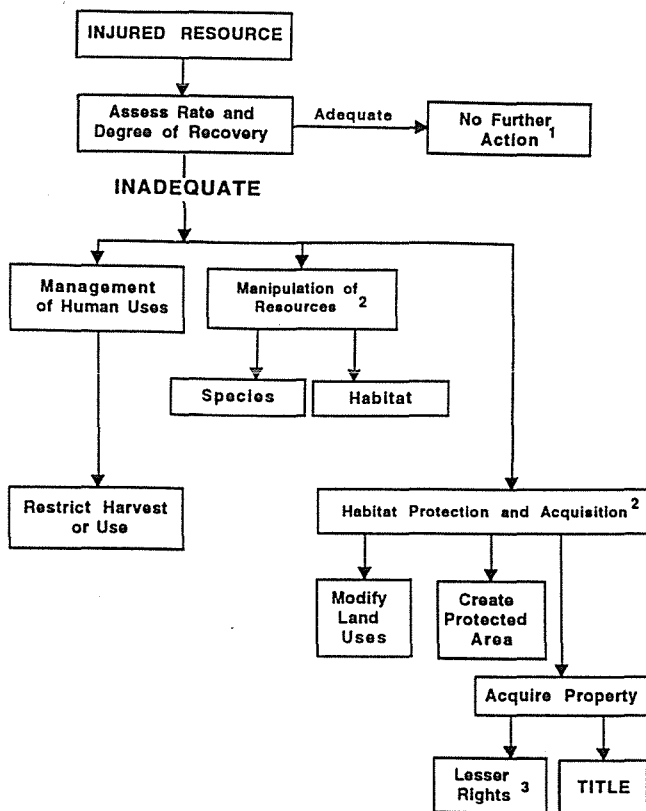 INJURED RESOURCE
Assess Rate and
Degree of Recovery
Adequate
No Further
Action 1
INADEQUATE
Management
of Human Uses
Manipulation of
Resources 2
Species
Habitat
Restrict Harvest
or Use
Habitat Protection and Acquisition 2
Modify
Land
Uses
Create
Protected
Area
Acquire Property
Lesser
Rights 3
TITLE